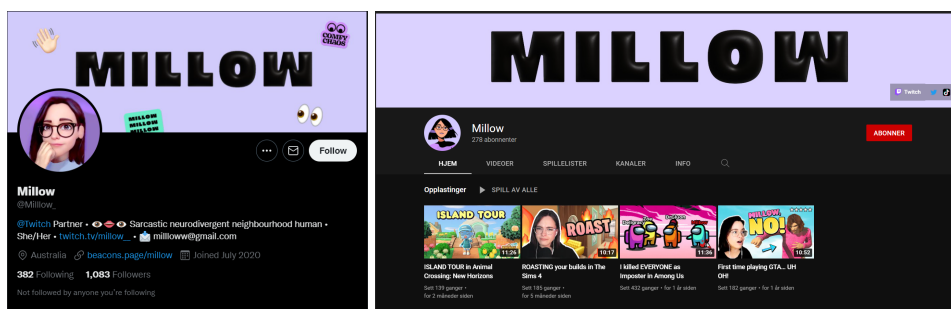 COMFY
CHAOS
MILLOW
MILLOW
MILLOW
MILLOW
Follow
Millow
@Milllow_
@Twitch Partner • 👁👄👁 Sarcastic neurodivergent neighbourhood human •
She/Her • twitch.tv/millow__ • 📩 millloww@gmail.com
Australia beacons.page/millow Joined July 2020
382 Following 1,083 Followers
Not followed by anyone you're following
MILLOW
Twitch
Millow
278 abonnenter
ABONNER
HJEM VIDEOER SPILLELISTER KANALER INFO
Opplastinger SPILL AV ALLE
ISLAND TOUR
11:26
ISLAND TOUR in Animal
Crossing: New Horizons
Sett 139 ganger •
for 2 måneder siden
ROAST
10:17
ROASTING your builds in The
Sims 4
Sett 185 ganger •
for 5 måneder siden
11:36
I killed EVERYONE as
Imposter in Among Us
Sett 432 ganger • for 1 år siden
MILLOW,
NO!
10:52
First time playing GTA... UH
OH!
Sett 182 ganger • for 1 år siden